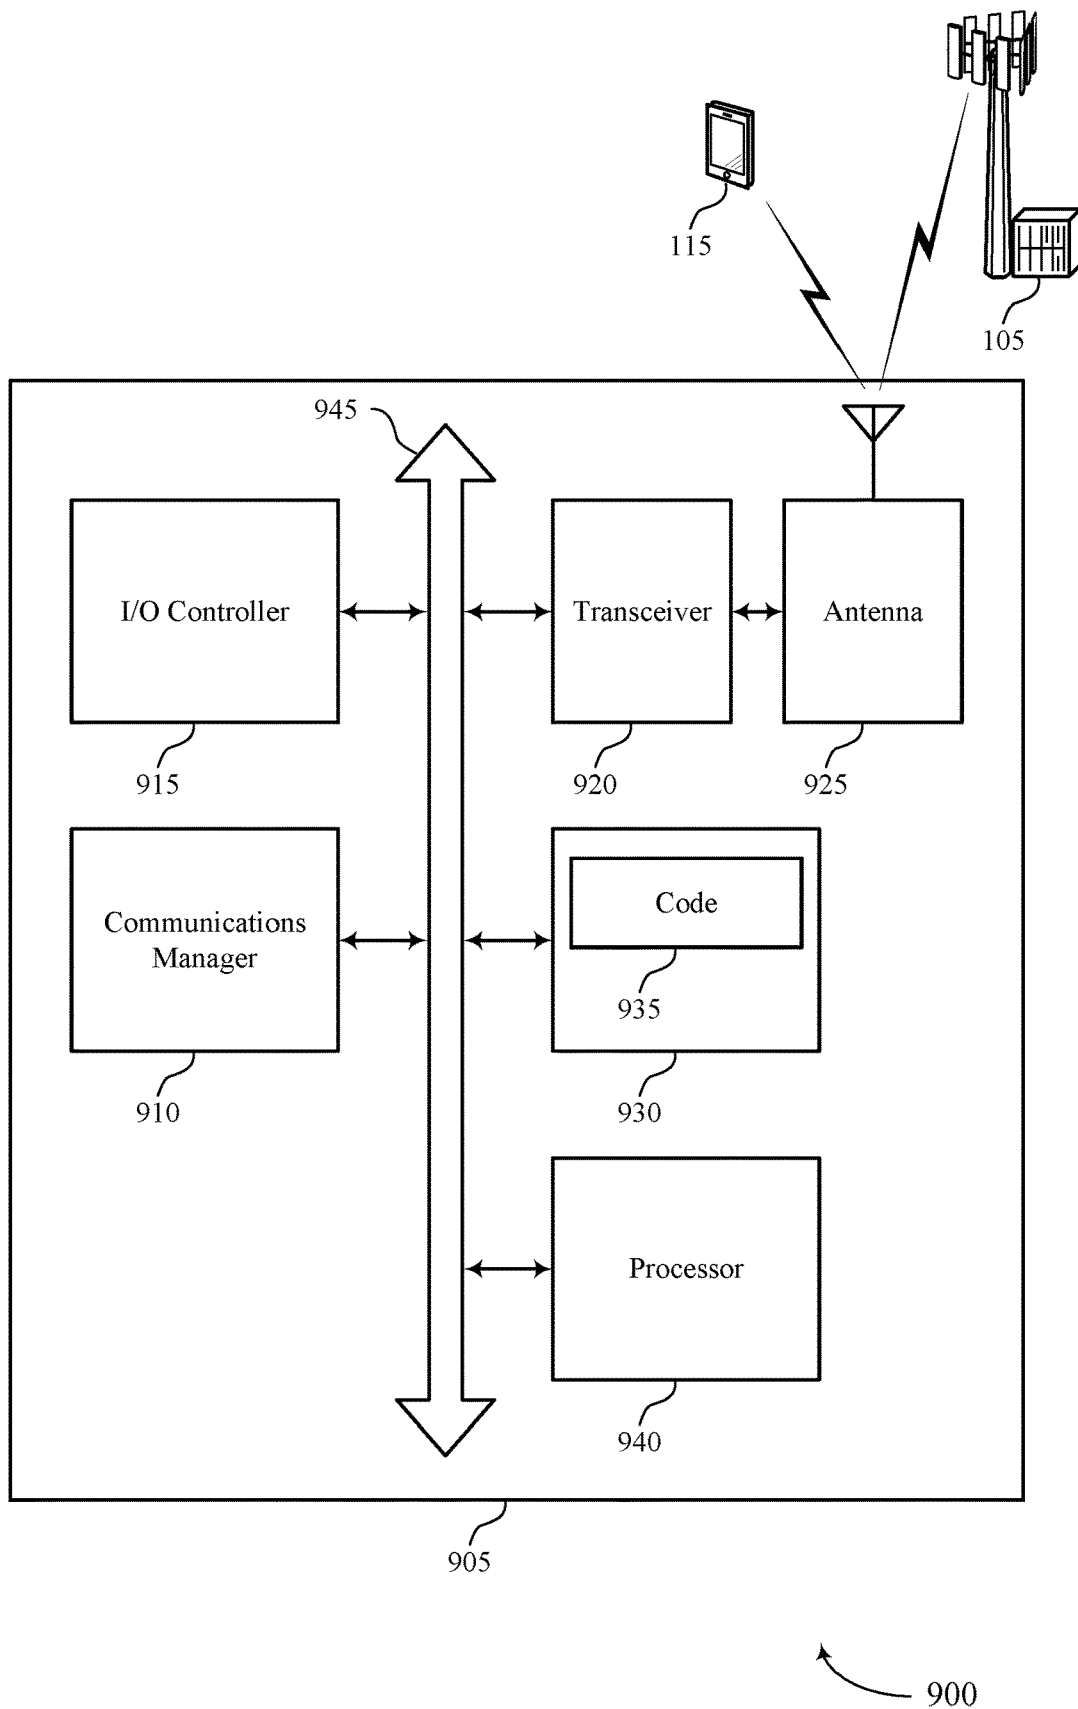 115
105
945
I/O Controller
Transceiver
Antenna
915
920
925
Communications
Manager
Code
935
910
930
Processor
940
905
900